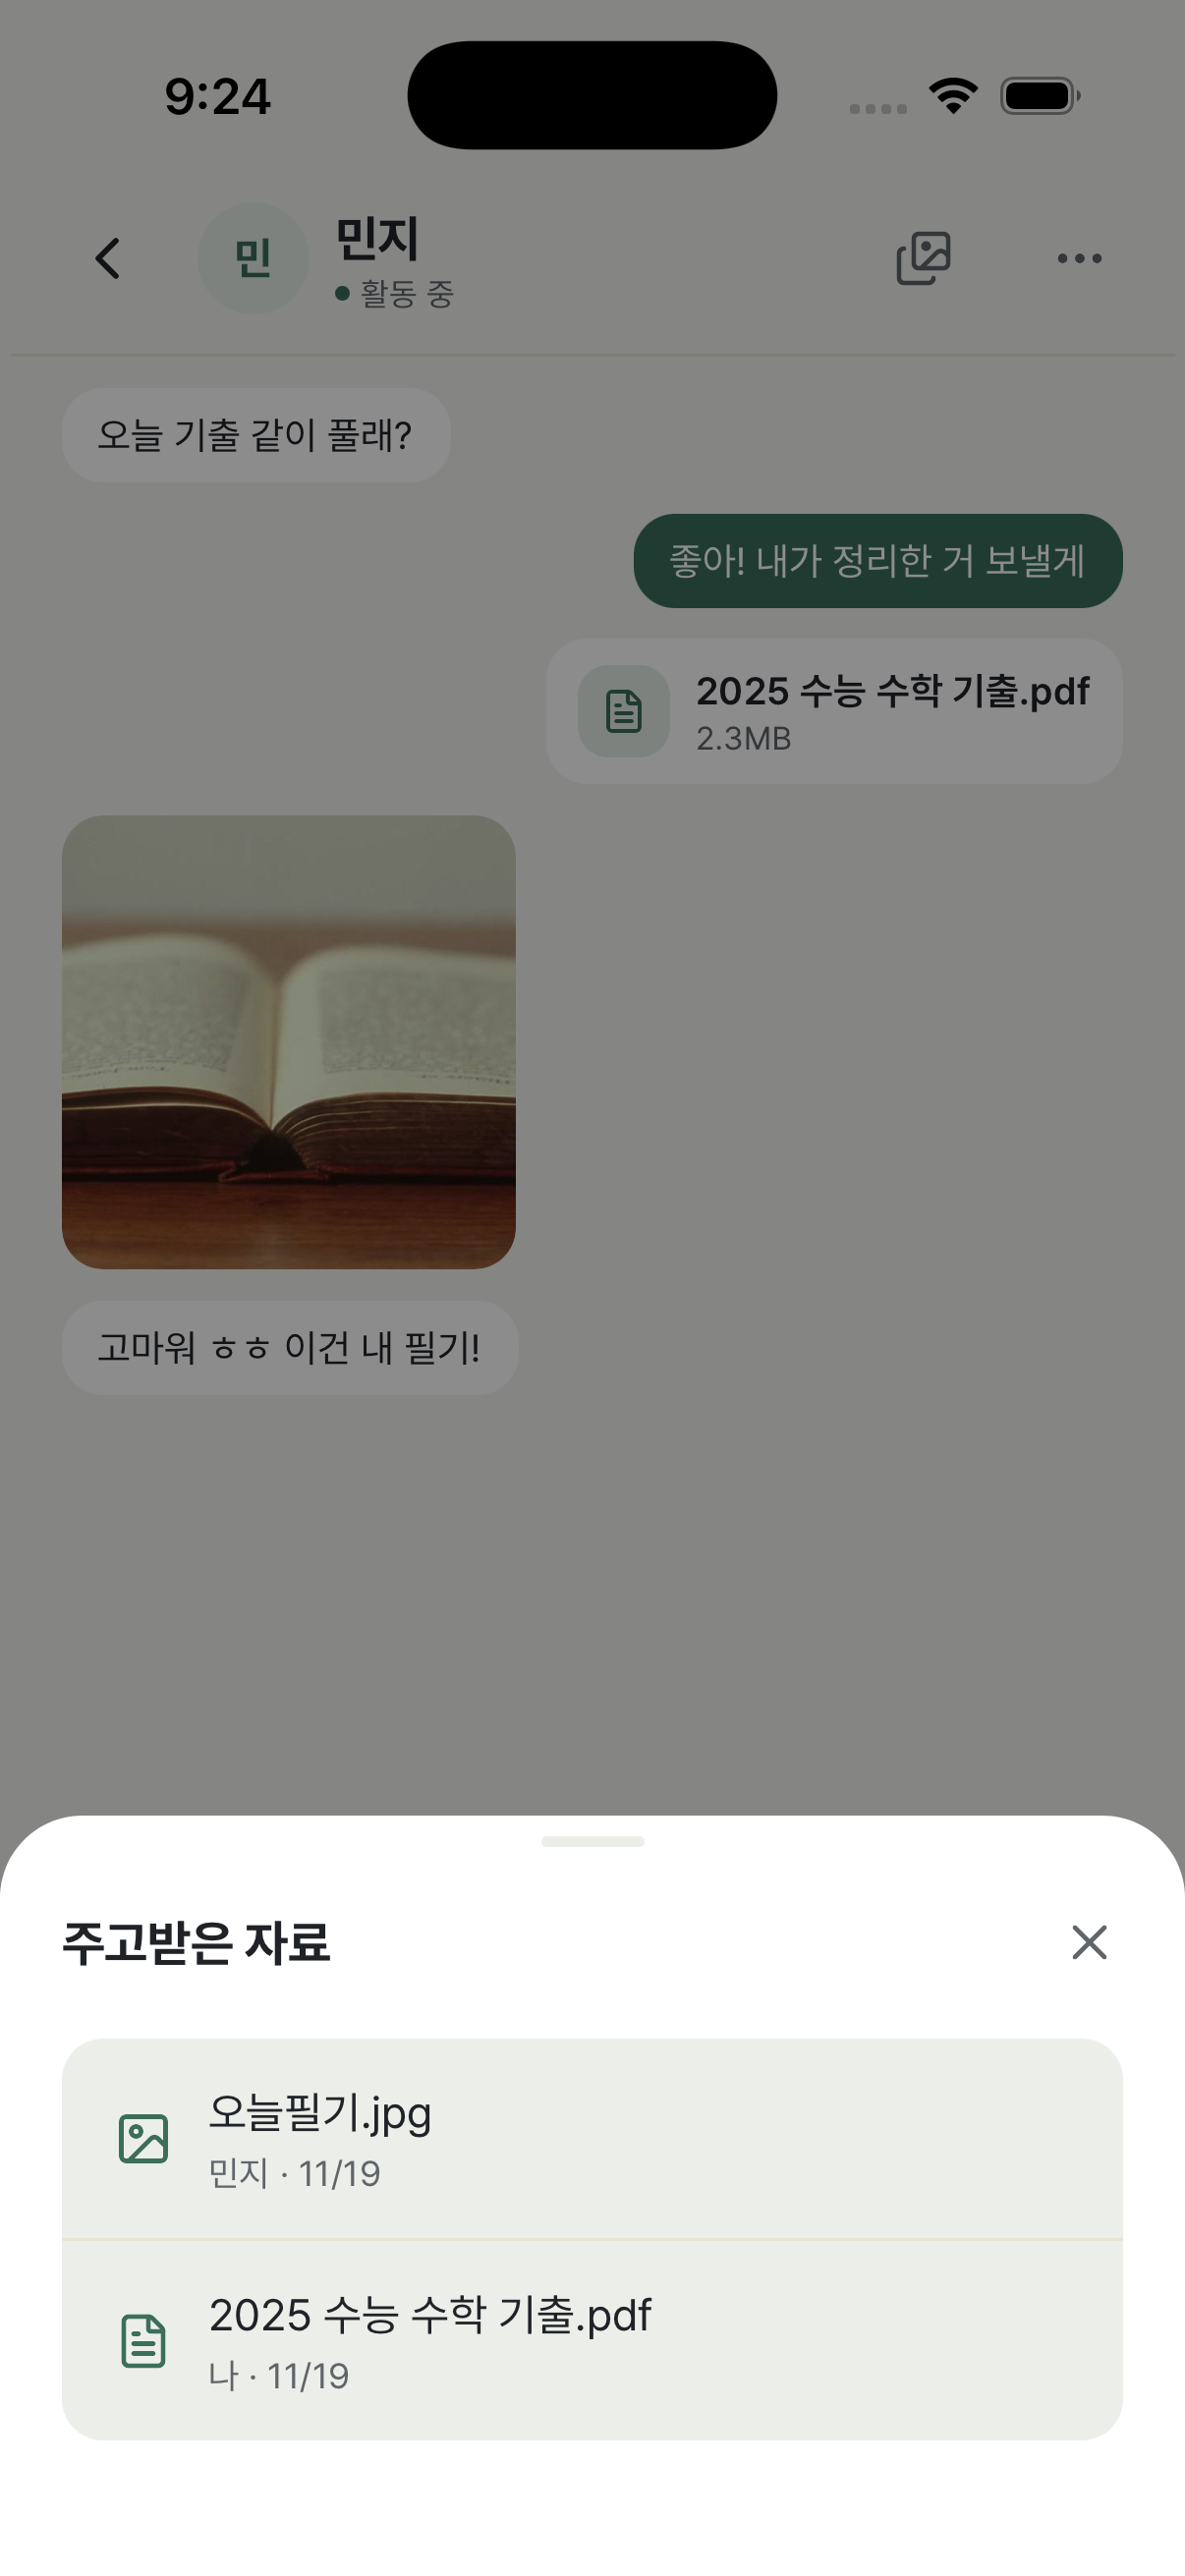 9:24
민
민지
활동 중
오늘 기출 같이 풀래?
좋아! 내가 정리한 거 보낼게
2025 수능 수학 기출.pdf
2.3MB
고마워 ㅎㅎ 이건 내 필기!
주고받은 자료
오늘필기.jpg
민지 · 11/19
2025 수능 수학 기출.pdf
나 · 11/19